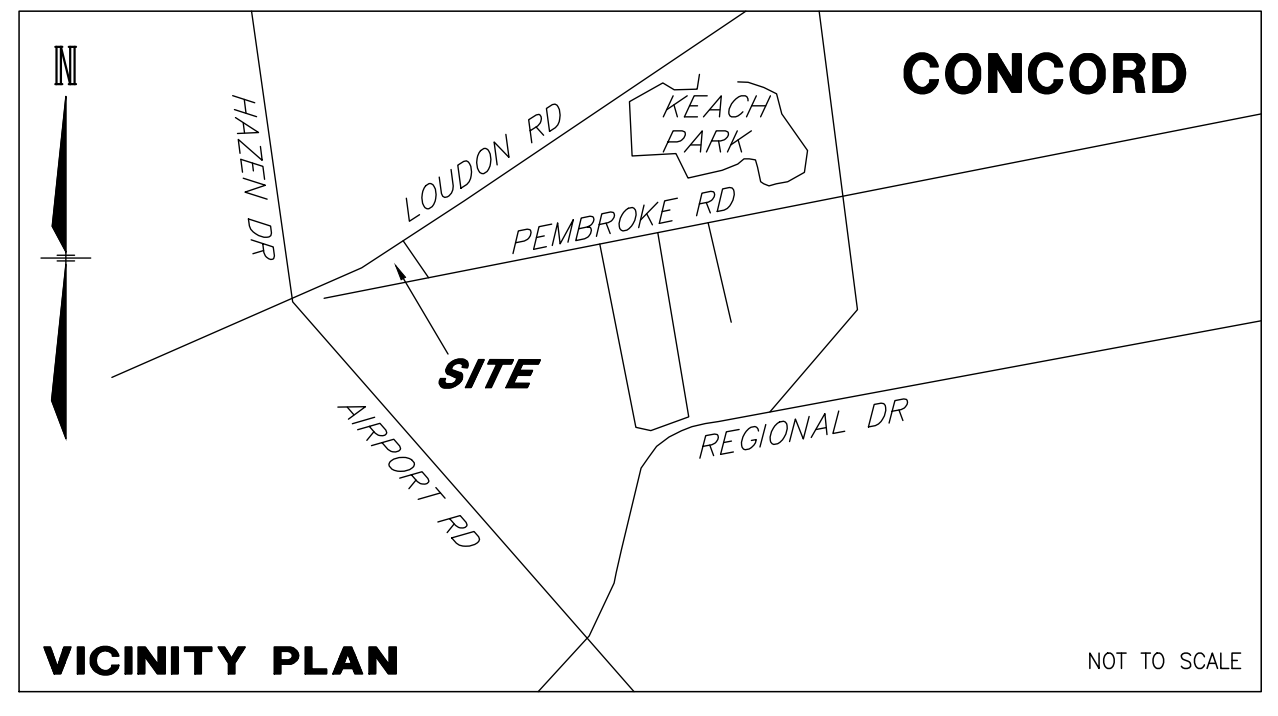 N
CONCORD
HAZEN DR
LOUDON RD
KEACH
PARK
PEMBROKE RD
SITE
AIRPORT RD
REGIONAL DR
VICINITY PLAN
NOT TO SCALE